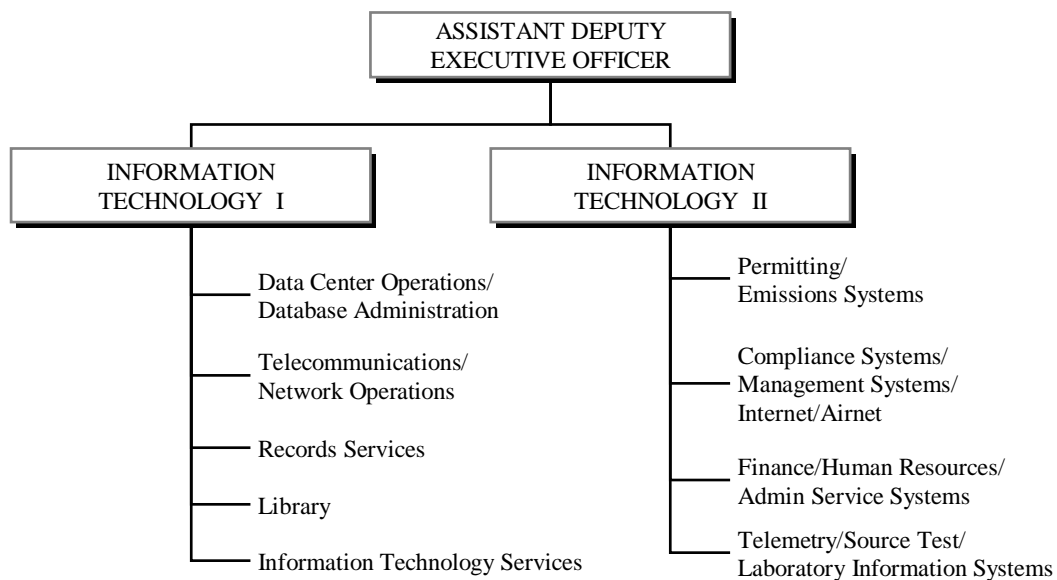 ASSISTANT DEPUTY
EXECUTIVE OFFICER
INFORMATION
TECHNOLOGY I
Data Center Operations/
Database Administration
Telecommunications/
Network Operations
Records Services
Library
Information Technology Services
INFORMATION
TECHNOLOGY II
Permitting/
Emissions Systems
Compliance Systems/
Management Systems/
Internet/Airnet
Finance/Human Resources/
Admin Service Systems
Telemetry/Source Test/
Laboratory Information Systems